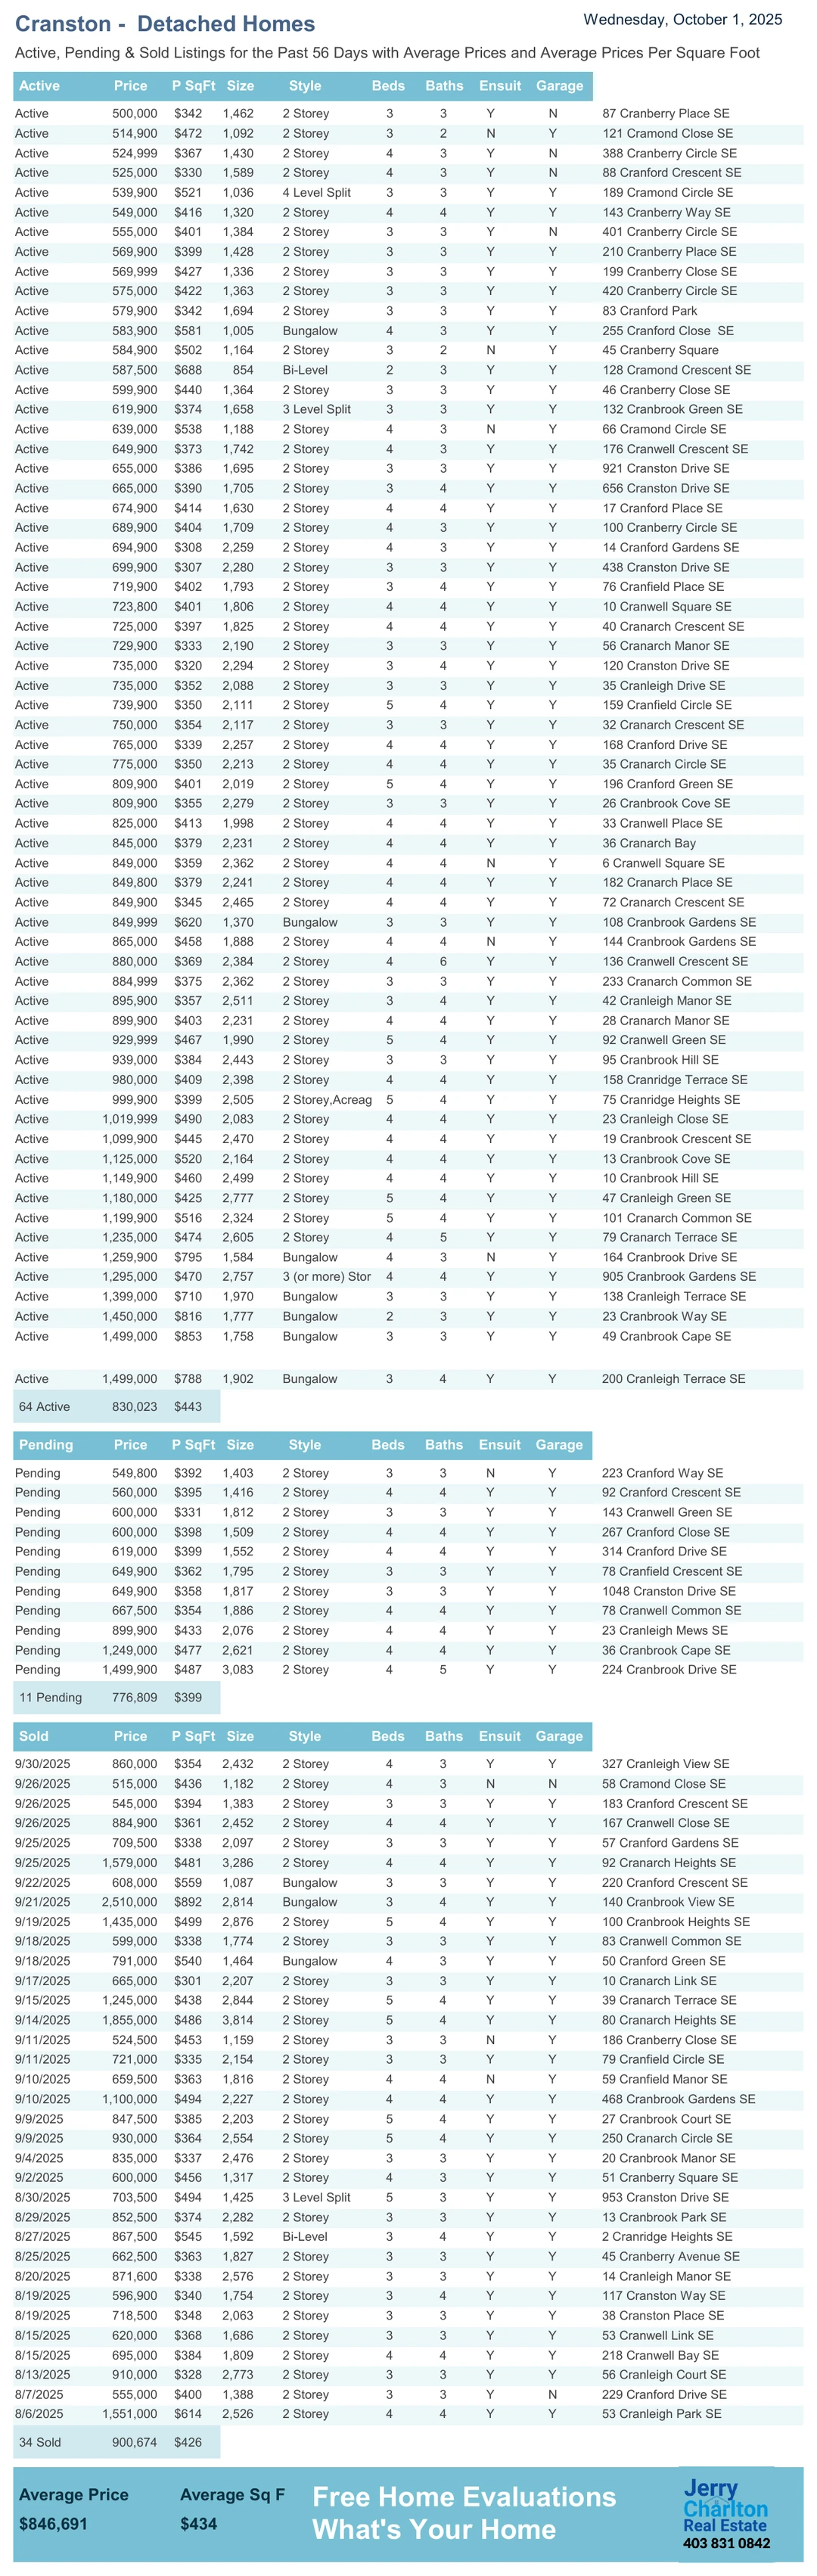 Cranston - Detached Homes Wednesday, October 1, 2025
Active, Pending & Sold Listings for the Past 56 Days with Average Prices and Average Prices Per Square Foot
Active Price P SqFt Size Style Beds Baths Ensuit Garage
Active 500,000 $342 1,462 2 Storey 3 3 Y N 87 Cranberry Place SE
Active 514,900 $472 1,092 2 Storey 3 2 N Y 121 Cramond Close SE
Active 524,999 $367 1,430 2 Storey 4 3 Y N 388 Cranberry Circle SE
Active 525,000 $330 1,589 2 Storey 4 3 Y N 88 Cranford Crescent SE
Active 539,900 $521 1,036 4 Level Split 3 3 Y Y 189 Cramond Circle SE
Active 549,000 $416 1,320 2 Storey 4 4 Y Y 143 Cranberry Way SE
Active 555,000 $401 1,384 2 Storey 3 3 Y N 401 Cranberry Circle SE
Active 569,900 $399 1,428 2 Storey 3 3 Y Y 210 Cranberry Place SE
Active 569,999 $427 1,336 2 Storey 3 3 Y Y 199 Cranberry Close SE
Active 575,000 $422 1,363 2 Storey 3 3 Y Y 420 Cranberry Circle SE
Active 579,900 $342 1,694 2 Storey 3 3 Y Y 83 Cranford Park
Active 583,900 $581 1,005 Bungalow 4 3 Y Y 255 Cranford Close SE
Active 584,900 $502 1,164 2 Storey 3 2 N Y 45 Cranberry Square
Active 587,500 $688 854 Bi-Level 2 3 Y Y 128 Cramond Crescent SE
Active 599,900 $440 1,364 2 Storey 3 3 Y Y 46 Cranberry Close SE
Active 619,900 $374 1,658 3 Level Split 3 3 Y Y 132 Cranbrook Green SE
Active 639,000 $538 1,188 2 Storey 4 3 N Y 66 Cramond Circle SE
Active 649,900 $373 1,742 2 Storey 4 3 Y Y 176 Cranwell Crescent SE
Active 655,000 $386 1,695 2 Storey 3 3 Y Y 921 Cranston Drive SE
Active 665,000 $390 1,705 2 Storey 3 4 Y Y 656 Cranston Drive SE
Active 674,900 $414 1,630 2 Storey 4 4 Y Y 17 Cranford Place SE
Active 689,900 $404 1,709 2 Storey 4 3 Y Y 100 Cranberry Circle SE
Active 694,900 $308 2,259 2 Storey 4 3 Y Y 14 Cranford Gardens SE
Active 699,900 $307 2,280 2 Storey 3 3 Y Y 438 Cranston Drive SE
Active 719,900 $402 1,793 2 Storey 3 4 Y Y 76 Cranfield Place SE
Active 723,800 $401 1,806 2 Storey 4 4 Y Y 10 Cranwell Square SE
Active 725,000 $397 1,825 2 Storey 4 4 Y Y 40 Cranarch Crescent SE
Active 729,900 $333 2,190 2 Storey 3 3 Y Y 56 Cranarch Manor SE
Active 735,000 $320 2,294 2 Storey 3 4 Y Y 120 Cranston Drive SE
Active 735,000 $352 2,088 2 Storey 3 3 Y Y 35 Cranleigh Drive SE
Active 739,900 $350 2,111 2 Storey 5 4 Y Y 159 Cranfield Circle SE
Active 750,000 $354 2,117 2 Storey 3 3 Y Y 32 Cranarch Crescent SE
Active 765,000 $339 2,257 2 Storey 4 4 Y Y 168 Cranford Drive SE
Active 775,000 $350 2,213 2 Storey 4 4 Y Y 35 Cranarch Circle SE
Active 809,900 $401 2,019 2 Storey 5 4 Y Y 196 Cranford Green SE
Active 809,900 $355 2,279 2 Storey 3 3 Y Y 26 Cranbrook Cove SE
Active 825,000 $413 1,998 2 Storey 4 4 Y Y 33 Cranwell Place SE
Active 845,000 $379 2,231 2 Storey 4 4 Y Y 36 Cranarch Bay
Active 849,000 $359 2,362 2 Storey 4 4 N Y 6 Cranwell Square SE
Active 849,800 $379 2,241 2 Storey 4 4 Y Y 182 Cranarch Place SE
Active 849,900 $345 2,465 2 Storey 4 4 Y Y 72 Cranarch Crescent SE
Active 849,999 $620 1,370 Bungalow 3 3 Y Y 108 Cranbrook Gardens SE
Active 865,000 $458 1,888 2 Storey 4 4 N Y 144 Cranbrook Gardens SE
Active 880,000 $369 2,384 2 Storey 4 6 Y Y 136 Cranwell Crescent SE
Active 884,999 $375 2,362 2 Storey 3 3 Y Y 233 Cranarch Common SE
Active 895,900 $357 2,511 2 Storey 3 4 Y Y 42 Cranleigh Manor SE
Active 899,900 $403 2,231 2 Storey 4 4 Y Y 28 Cranarch Manor SE
Active 929,999 $467 1,990 2 Storey 5 4 Y Y 92 Cranwell Green SE
Active 939,000 $384 2,443 2 Storey 3 3 Y Y 95 Cranbrook Hill SE
Active 980,000 $409 2,398 2 Storey 4 4 Y Y 158 Cranridge Terrace SE
Active 999,900 $399 2,505 2 Storey,Acreag 5 4 Y Y 75 Cranridge Heights SE
Active 1,019,999 $490 2,083 2 Storey 4 4 Y Y 23 Cranleigh Close SE
Active 1,099,900 $445 2,470 2 Storey 4 4 Y Y 19 Cranbrook Crescent SE
Active 1,125,000 $520 2,164 2 Storey 4 4 Y Y 13 Cranbrook Cove SE
Active 1,149,900 $460 2,499 2 Storey 4 4 Y Y 10 Cranbrook Hill SE
Active 1,180,000 $425 2,777 2 Storey 5 4 Y Y 47 Cranleigh Green SE
Active 1,199,900 $516 2,324 2 Storey 5 4 Y Y 101 Cranarch Common SE
Active 1,235,000 $474 2,605 2 Storey 4 5 Y Y 79 Cranarch Terrace SE
Active 1,259,900 $795 1,584 Bungalow 4 3 N Y 164 Cranbrook Drive SE
Active 1,295,000 $470 2,757 3 (or more) Stor 4 4 Y Y 905 Cranbrook Gardens SE
Active 1,399,000 $710 1,970 Bungalow 3 3 Y Y 138 Cranleigh Terrace SE
Active 1,450,000 $816 1,777 Bungalow 2 3 Y Y 23 Cranbrook Way SE
Active 1,499,000 $853 1,758 Bungalow 3 3 Y Y 49 Cranbrook Cape SE
Active 1,499,000 $788 1,902 Bungalow 3 4 Y Y 200 Cranleigh Terrace SE
64 Active 830,023 $443
Pending Price P SqFt Size Style Beds Baths Ensuit Garage
Pending 549,800 $392 1,403 2 Storey 3 3 N Y 223 Cranford Way SE
Pending 560,000 $395 1,416 2 Storey 4 4 Y Y 92 Cranford Crescent SE
Pending 600,000 $331 1,812 2 Storey 3 3 Y Y 143 Cranwell Green SE
Pending 600,000 $398 1,509 2 Storey 4 4 Y Y 267 Cranford Close SE
Pending 619,000 $399 1,552 2 Storey 4 4 Y Y 314 Cranford Drive SE
Pending 649,900 $362 1,795 2 Storey 3 3 Y Y 78 Cranfield Crescent SE
Pending 649,900 $358 1,817 2 Storey 3 3 Y Y 1048 Cranston Drive SE
Pending 667,500 $354 1,886 2 Storey 4 4 Y Y 78 Cranwell Common SE
Pending 899,900 $433 2,076 2 Storey 4 4 Y Y 23 Cranleigh Mews SE
Pending 1,249,000 $477 2,621 2 Storey 4 4 Y Y 36 Cranbrook Cape SE
Pending 1,499,900 $487 3,083 2 Storey 4 5 Y Y 224 Cranbrook Drive SE
11 Pending 776,809 $399
Sold Price P SqFt Size Style Beds Baths Ensuit Garage
9/30/2025 860,000 $354 2,432 2 Storey 4 3 Y Y 327 Cranleigh View SE
9/26/2025 515,000 $436 1,182 2 Storey 4 3 N N 58 Cramond Close SE
9/26/2025 545,000 $394 1,383 2 Storey 3 3 Y Y 183 Cranford Crescent SE
9/26/2025 884,900 $361 2,452 2 Storey 4 4 Y Y 167 Cranwell Close SE
9/25/2025 709,500 $338 2,097 2 Storey 3 3 Y Y 57 Cranford Gardens SE
9/25/2025 1,579,000 $481 3,286 2 Storey 4 4 Y Y 92 Cranarch Heights SE
9/22/2025 608,000 $559 1,087 Bungalow 3 3 Y Y 220 Cranford Crescent SE
9/21/2025 2,510,000 $892 2,814 Bungalow 3 4 Y Y 140 Cranbrook View SE
9/19/2025 1,435,000 $499 2,876 2 Storey 5 4 Y Y 100 Cranbrook Heights SE
9/18/2025 599,000 $338 1,774 2 Storey 3 3 Y Y 83 Cranwell Common SE
9/18/2025 791,000 $540 1,464 Bungalow 4 3 Y Y 50 Cranford Green SE
9/17/2025 665,000 $301 2,207 2 Storey 3 3 Y Y 10 Cranarch Link SE
9/15/2025 1,245,000 $438 2,844 2 Storey 5 4 Y Y 39 Cranarch Terrace SE
9/14/2025 1,855,000 $486 3,814 2 Storey 5 4 Y Y 80 Cranarch Heights SE
9/11/2025 524,500 $453 1,159 2 Storey 3 3 N Y 186 Cranberry Close SE
9/11/2025 721,000 $335 2,154 2 Storey 3 3 Y Y 79 Cranfield Circle SE
9/10/2025 659,500 $363 1,816 2 Storey 4 4 N Y 59 Cranfield Manor SE
9/10/2025 1,100,000 $494 2,227 2 Storey 4 4 Y Y 468 Cranbrook Gardens SE
9/9/2025 847,500 $385 2,203 2 Storey 5 4 Y Y 27 Cranbrook Court SE
9/9/2025 930,000 $364 2,554 2 Storey 5 4 Y Y 250 Cranarch Circle SE
9/4/2025 835,000 $337 2,476 2 Storey 3 3 Y Y 20 Cranbrook Manor SE
9/2/2025 600,000 $456 1,317 2 Storey 4 3 Y Y 51 Cranberry Square SE
8/30/2025 703,500 $494 1,425 3 Level Split 5 3 Y Y 953 Cranston Drive SE
8/29/2025 852,500 $374 2,282 2 Storey 3 3 Y Y 13 Cranbrook Park SE
8/27/2025 867,500 $545 1,592 Bi-Level 3 4 Y Y 2 Cranridge Heights SE
8/25/2025 662,500 $363 1,827 2 Storey 3 3 Y Y 45 Cranberry Avenue SE
8/20/2025 871,600 $338 2,576 2 Storey 3 3 Y Y 14 Cranleigh Manor SE
8/19/2025 596,900 $340 1,754 2 Storey 3 4 Y Y 117 Cranston Way SE
8/19/2025 718,500 $348 2,063 2 Storey 3 3 Y Y 38 Cranston Place SE
8/15/2025 620,000 $368 1,686 2 Storey 3 3 Y Y 53 Cranwell Link SE
8/15/2025 695,000 $384 1,809 2 Storey 4 4 Y Y 218 Cranwell Bay SE
8/13/2025 910,000 $328 2,773 2 Storey 3 3 Y Y 56 Cranleigh Court SE
8/7/2025 555,000 $400 1,388 2 Storey 3 3 Y N 229 Cranford Drive SE
8/6/2025 1,551,000 $614 2,526 2 Storey 4 4 Y Y 53 Cranleigh Park SE
34 Sold 900,674 $426
Average Price Average Sq F
$846,691 $434
Free Home Evaluations
What's Your Home
Jerry
Charlton
Real Estate
403 831 0842